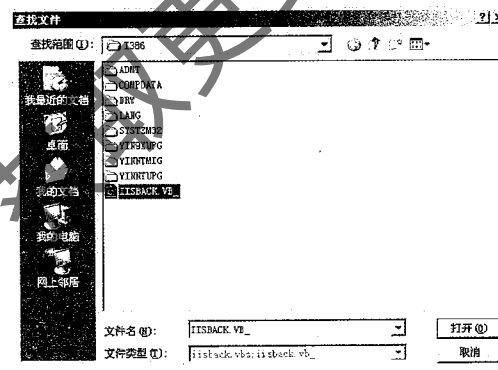 查找文件
查找范围(I): I386
ADNT
COMPDATA
DRV
LANG
SYSTEM32
WIN9XUPG
WINNTMIG
WINNTUPG
IISBACK.VB_
我最近的文档
桌面
我的文档
我的电脑
网上邻居
文件名(N): IISBACK.VB_ 打开(O)
文件类型(T): iisback.vbs;iisback.vb_ 取消